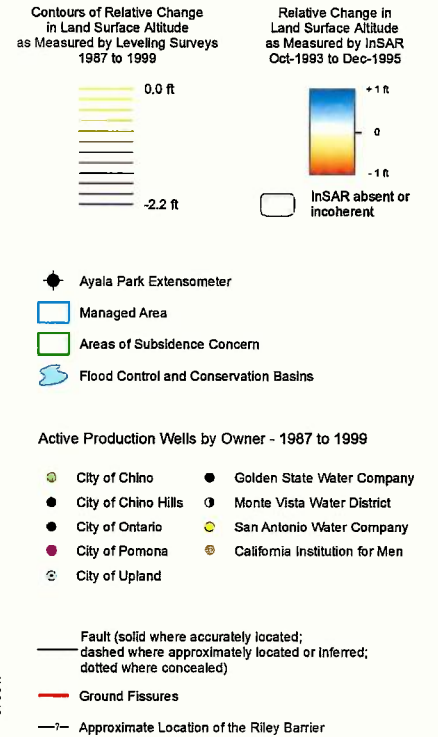 Contours of Relative Change
in Land Surface Altitude
as Measured by Leveling Surveys
1987 to 1999
0.0 ft
-2.2 ft
Relative Change in
Land Surface Altitude
as Measured by InSAR
Oct-1993 to Dec-1995
+1 ft
0
-1 ft
InSAR absent or
incoherent
Ayala Park Extensometer
Managed Area
Areas of Subsidence Concern
Flood Control and Conservation Basins
Active Production Wells by Owner - 1987 to 1999
City of Chino
City of Chino Hills
City of Ontario
City of Pomona
City of Upland
Golden State Water Company
Monte Vista Water District
San Antonio Water Company
California Institution for Men
Fault (solid where accurately located;
dashed where approximately located or inferred;
dotted where concealed)
Ground Fissures
—?— Approximate Location of the Riley Barrier